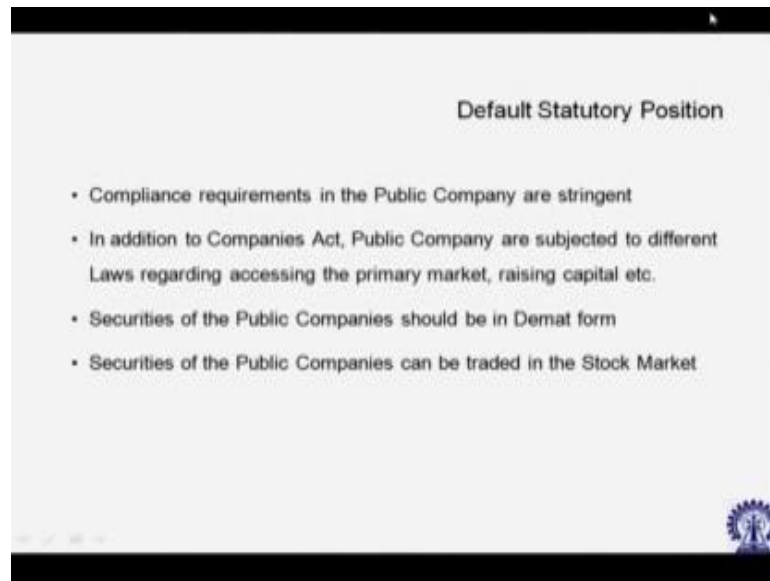 Default Statutory Position
• Compliance requirements in the Public Company are stringent
• In addition to Companies Act, Public Company are subjected to different
Laws regarding accessing the primary market, raising capital etc.
• Securities of the Public Companies should be in Demat form
• Securities of the Public Companies can be traded in the Stock Market